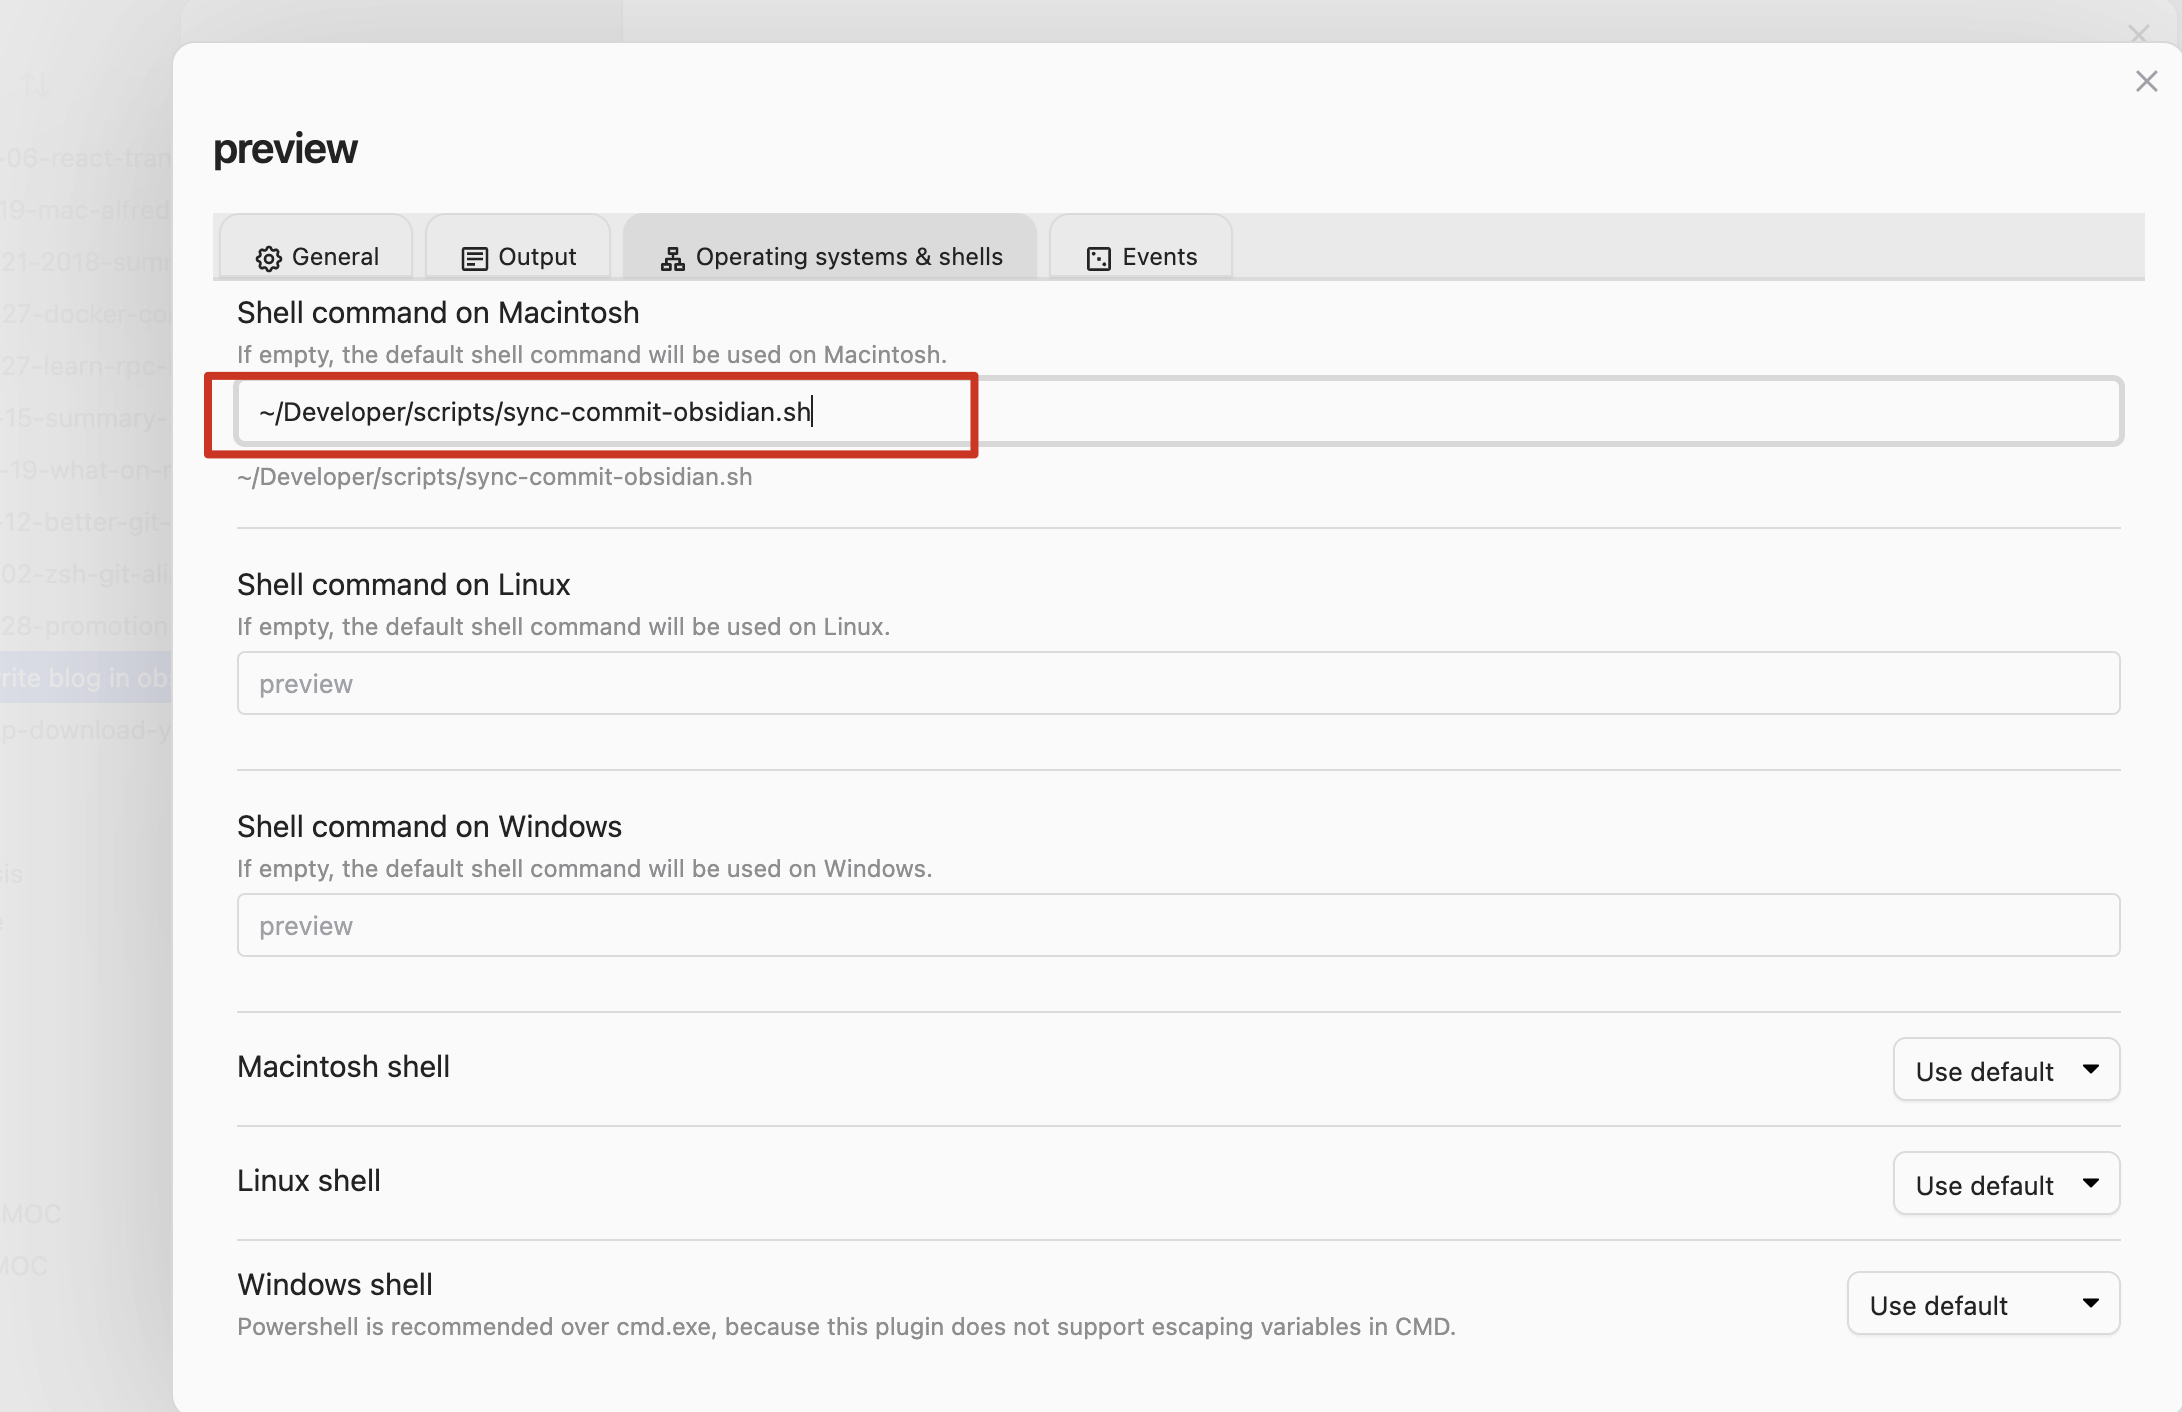 -06-react-tran
19-mac-alfred
21-2018-summ
27-docker-co
27-learn-rpc-
-15-summary-
-19-what-on-r
-12-better-git-
02-zsh-git-ali
28-promotion
rite blog in obs
p-download-y
sis
MOC
MOC
preview
General
Output
Operating systems & shells
Events
Shell command on Macintosh
If empty, the default shell command will be used on Macintosh.
~/Developer/scripts/sync-commit-obsidian.sh
~/Developer/scripts/sync-commit-obsidian.sh
Shell command on Linux
If empty, the default shell command will be used on Linux.
preview
Shell command on Windows
If empty, the default shell command will be used on Windows.
preview
Macintosh shell
Use default
Linux shell
Use default
Windows shell
Powershell is recommended over cmd.exe, because this plugin does not support escaping variables in CMD.
Use default